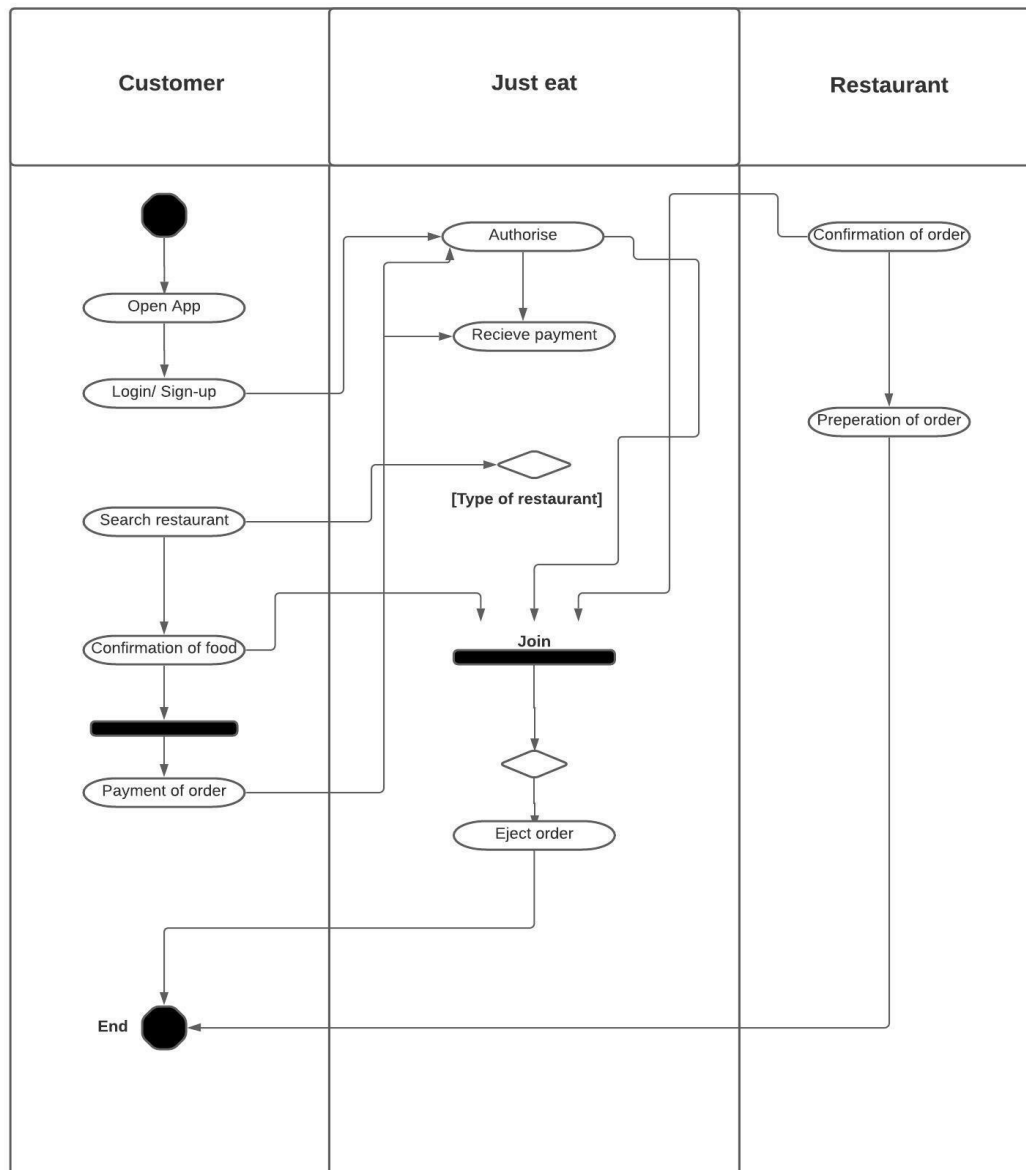 Customer
Just eat
Restaurant
Authorise
Confirmation of order
Open App
Recieve payment
Login/ Sign-up
Preperation of order
[Type of restaurant]
Search restaurant
Join
Confirmation of food
Payment of order
Eject order
End